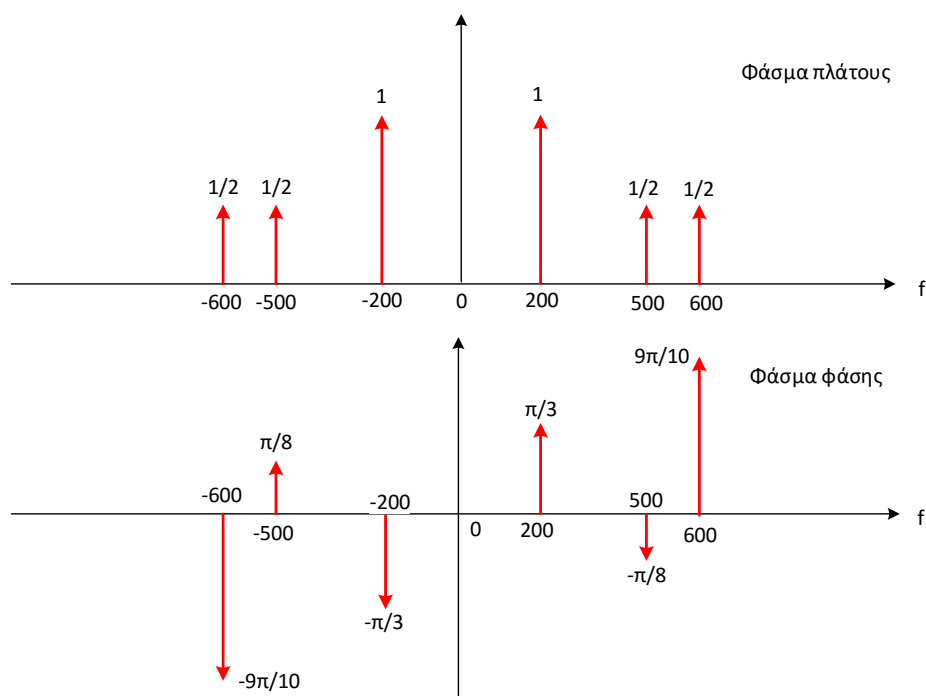 Φάσμα πλάτους
1 1
1/2 1/2 1/2 1/2
-600 -500 -200 0 200 500 600 f
9π/10
Φάσμα φάσης
π/8 π/3
-600 -200 500
-500 0 200 600 f
-π/8
-π/3
-9π/10